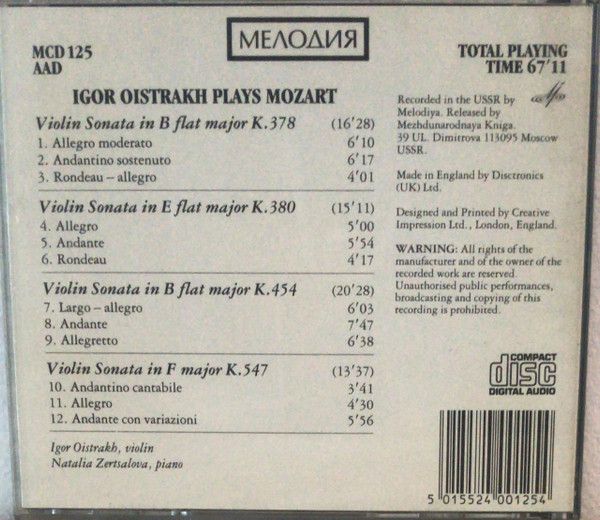 МЕЛОДИЯ
MCD 125
AAD
TOTAL PLAYING
TIME 67'11
IGOR OISTRAKH PLAYS MOZART
Violin Sonata in B flat major K.378 (16'28)
1. Allegro moderato 6'10
2. Andantino sostenuto 6'17
3. Rondeau – allegro 4'01
Violin Sonata in E flat major K.380 (15'11)
4. Allegro 5'00
5. Andante 5'54
6. Rondeau 4'17
Violin Sonata in B flat major K.454 (20'28)
7. Largo – allegro 6'03
8. Andante 7'47
9. Allegretto 6'38
Violin Sonata in F major K.547 (13'37)
10. Andantino cantabile 3'41
11. Allegro 4'30
12. Andante con variazioni 5'56
Igor Oistrakh, violin
Natalia Zertsalova, piano
Recorded in the USSR by
Melodiya. Released by
Mezhdunarodnaya Kniga.
39 UL. Dimitrova 113095 Moscow
USSR.
Made in England by Disctronics
(UK) Ltd.
Designed and Printed by Creative
Impression Ltd., London, England.
WARNING: All rights of the
manufacturer and of the owner of the
recorded work are reserved.
Unauthorised public performances,
broadcasting and copying of this
recording is prohibited.
COMPACT
disc
DIGITAL AUDIO
5 015524 001254